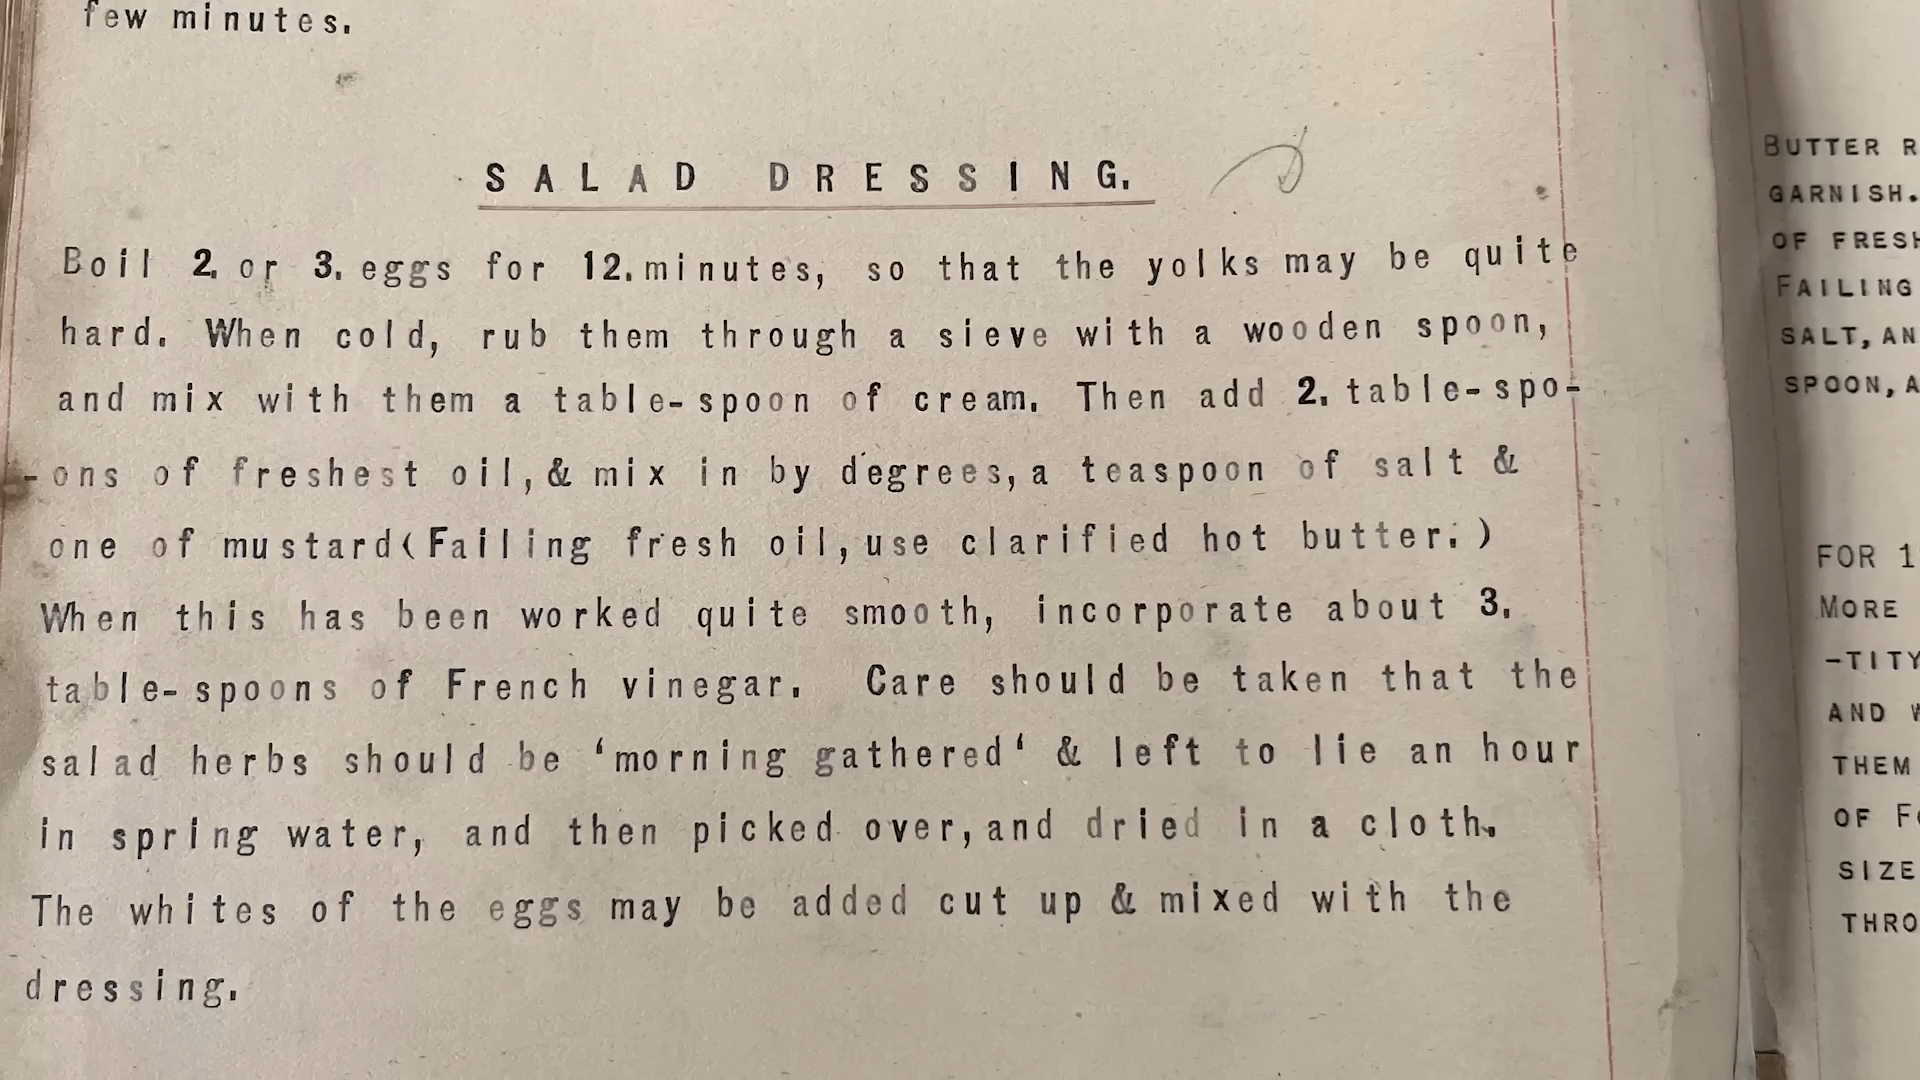 few minutes.
SALAD DRESSING.
Boil 2. or 3. eggs for 12. minutes, so that the yolks may be quite
hard. When cold, rub them through a sieve with a wooden spoon,
and mix with them a table-spoon of cream. Then add 2. table-spo-
-ons of freshest oil, & mix in by degrees, a teaspoon of salt &
one of mustard (Failing fresh oil, use clarified hot butter.)
When this has been worked quite smooth, incorporate about 3.
table-spoons of French vinegar. Care should be taken that the
salad herbs should be 'morning gathered' & left to lie an hour
in spring water, and then picked over, and dried in a cloth.
The whites of the eggs may be added cut up & mixed with the
dressing.
BUTTER R
GARNISH.
OF FRESH
FAILING
SALT, AN
SPOON, A
FOR 1
MORE
-TITY
AND W
THEM
OF FO
SIZE
THRO